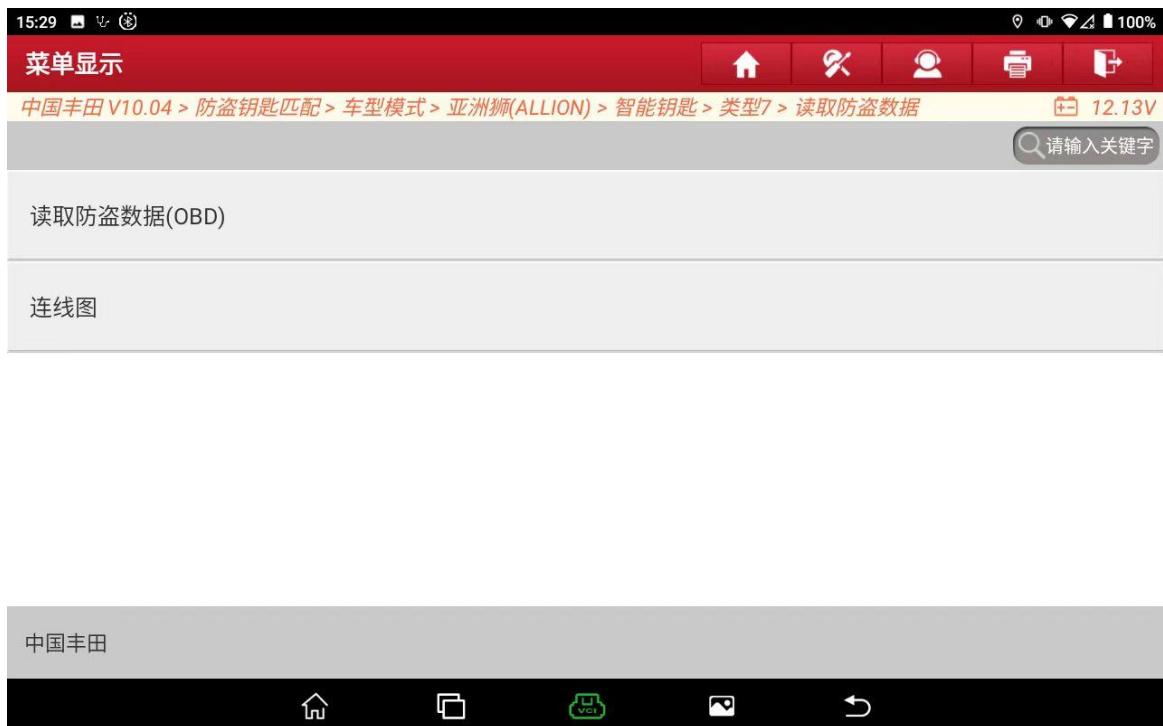 15:29 100%
菜单显示
中国丰田 V10.04 > 防盗钥匙匹配 > 车型模式 > 亚洲狮(ALLION) > 智能钥匙 > 类型7 > 读取防盗数据 12.13V
请输入关键字
读取防盗数据(OBD)
连线图
中国丰田
VCI